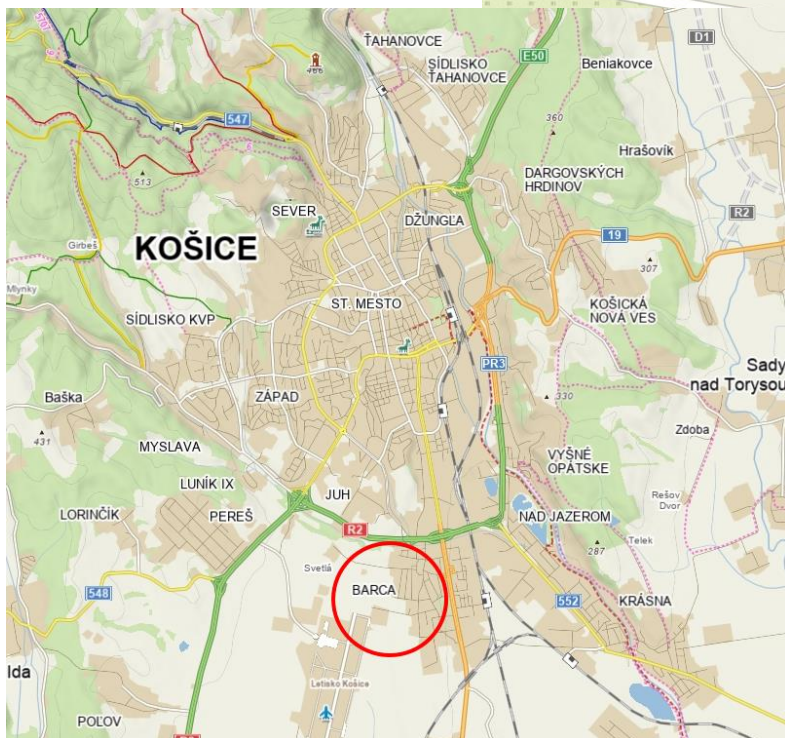 ŤAHANOVCE
SÍDLISKO
ŤAHANOVCE
E50
D1
Beniakovce
466
547
360
Hrašovík
513
DARGOVSKÝCH
HRDINOV
SEVER
DŽUNGĽA
R2
19
Girbeš
KOŠICE
307
Mlynky
ST. MESTO
KOŠICKÁ
NOVÁ VES
SÍDLISKO KVP
PR3
Sady
nad Torysou
Baška
ZÁPAD
330
431
Zdoba
MYSLAVA
VYŠNÉ
OPÁTSKE
LUNÍK IX
JUH
Rešov
Dvor
LORINČÍK
PEREŠ
NAD JAZEROM
R2
Telek
287
Svetlá
548
BARCA
552
KRÁSNA
Ida
Letisko Košice
POĽOV